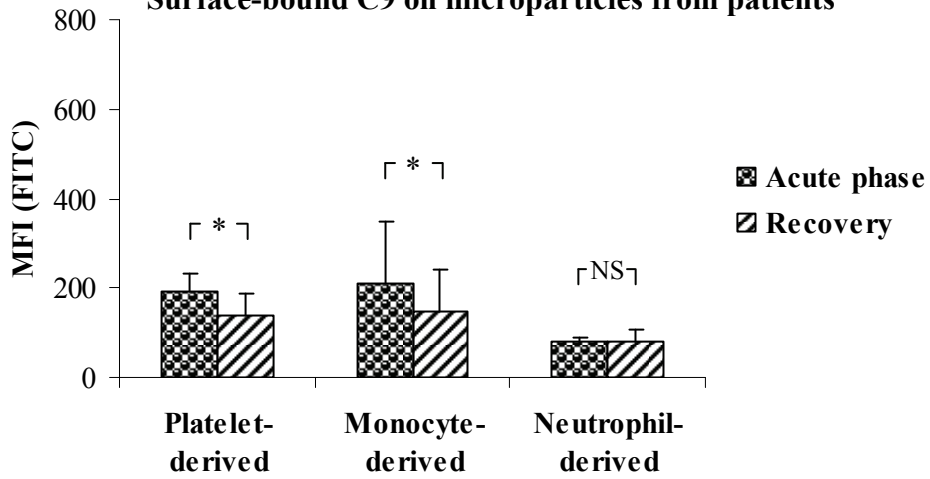 Surface-bound C9 on microparticles from patients
800
600
400
200
0
MFI (FITC)
*
*
NS
Acute phase
Recovery
Platelet-
derived
Monocyte-
derived
Neutrophil-
derived